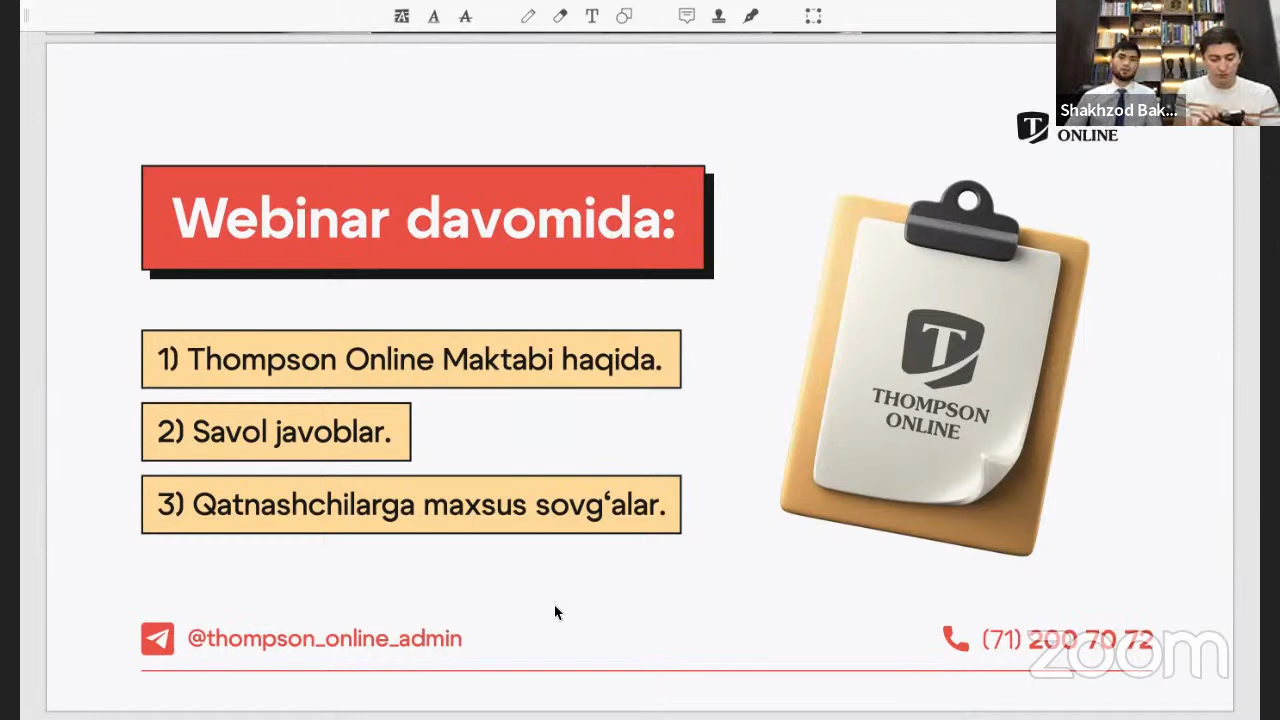 Shakhzod Bak...
ONLINE
Webinar davomida:
1) Thompson Online Maktabi haqida.
2) Savol javoblar.
3) Qatnashchilarga maxsus sovg‘alar.
THOMPSON
ONLINE
@thompson_online_admin
(71) 200 70 72
zoom